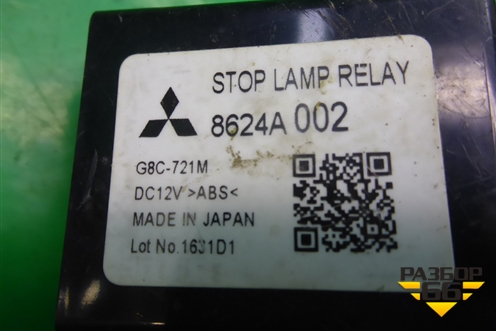 STOP LAMP RELAY
8624A 002
G8C-721M
DC12V >ABS<
MADE IN JAPAN
Lot No.1631D1
РАЗБОР
66